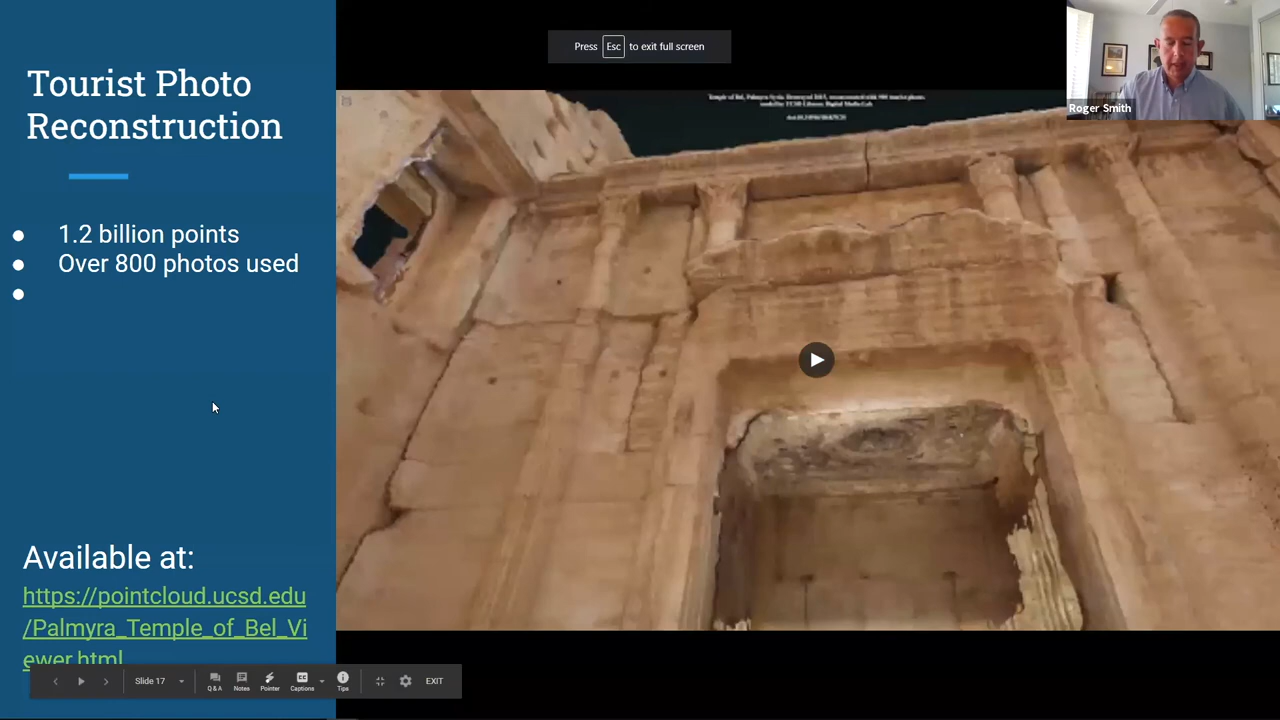 Press Esc to exit full screen
Tourist Photo
Reconstruction
1.2 billion points
Over 800 photos used
Available at:
https://pointcloud.ucsd.edu
/Palmyra_Temple_of_Bel_Vi
ewer.html
Roger Smith
Slide 17
Q & A
Notes
Pointer
CC
Captions
Tips
EXIT